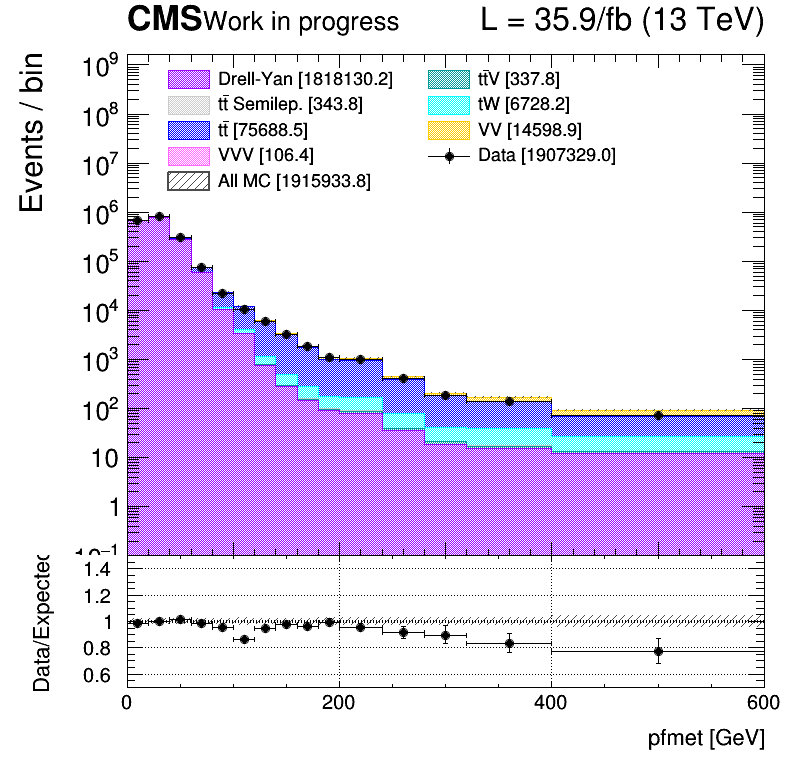 CMS Work in progress L = 35.9/fb (13 TeV)
Events / bin
Drell-Yan [1818130.2]
tt̄ Semilep. [343.8]
tt̄ [75688.5]
VVV [106.4]
All MC [1915933.8]
tt̄V [337.8]
tW [6728.2]
VV [14598.9]
Data [1907329.0]
10⁹
10⁸
10⁷
10⁶
10⁵
10⁴
10³
10²
10
1
10⁻¹
Data/Expected
1.4
1.2
1
0.8
0.6
0 200 400 600
pfmet [GeV]